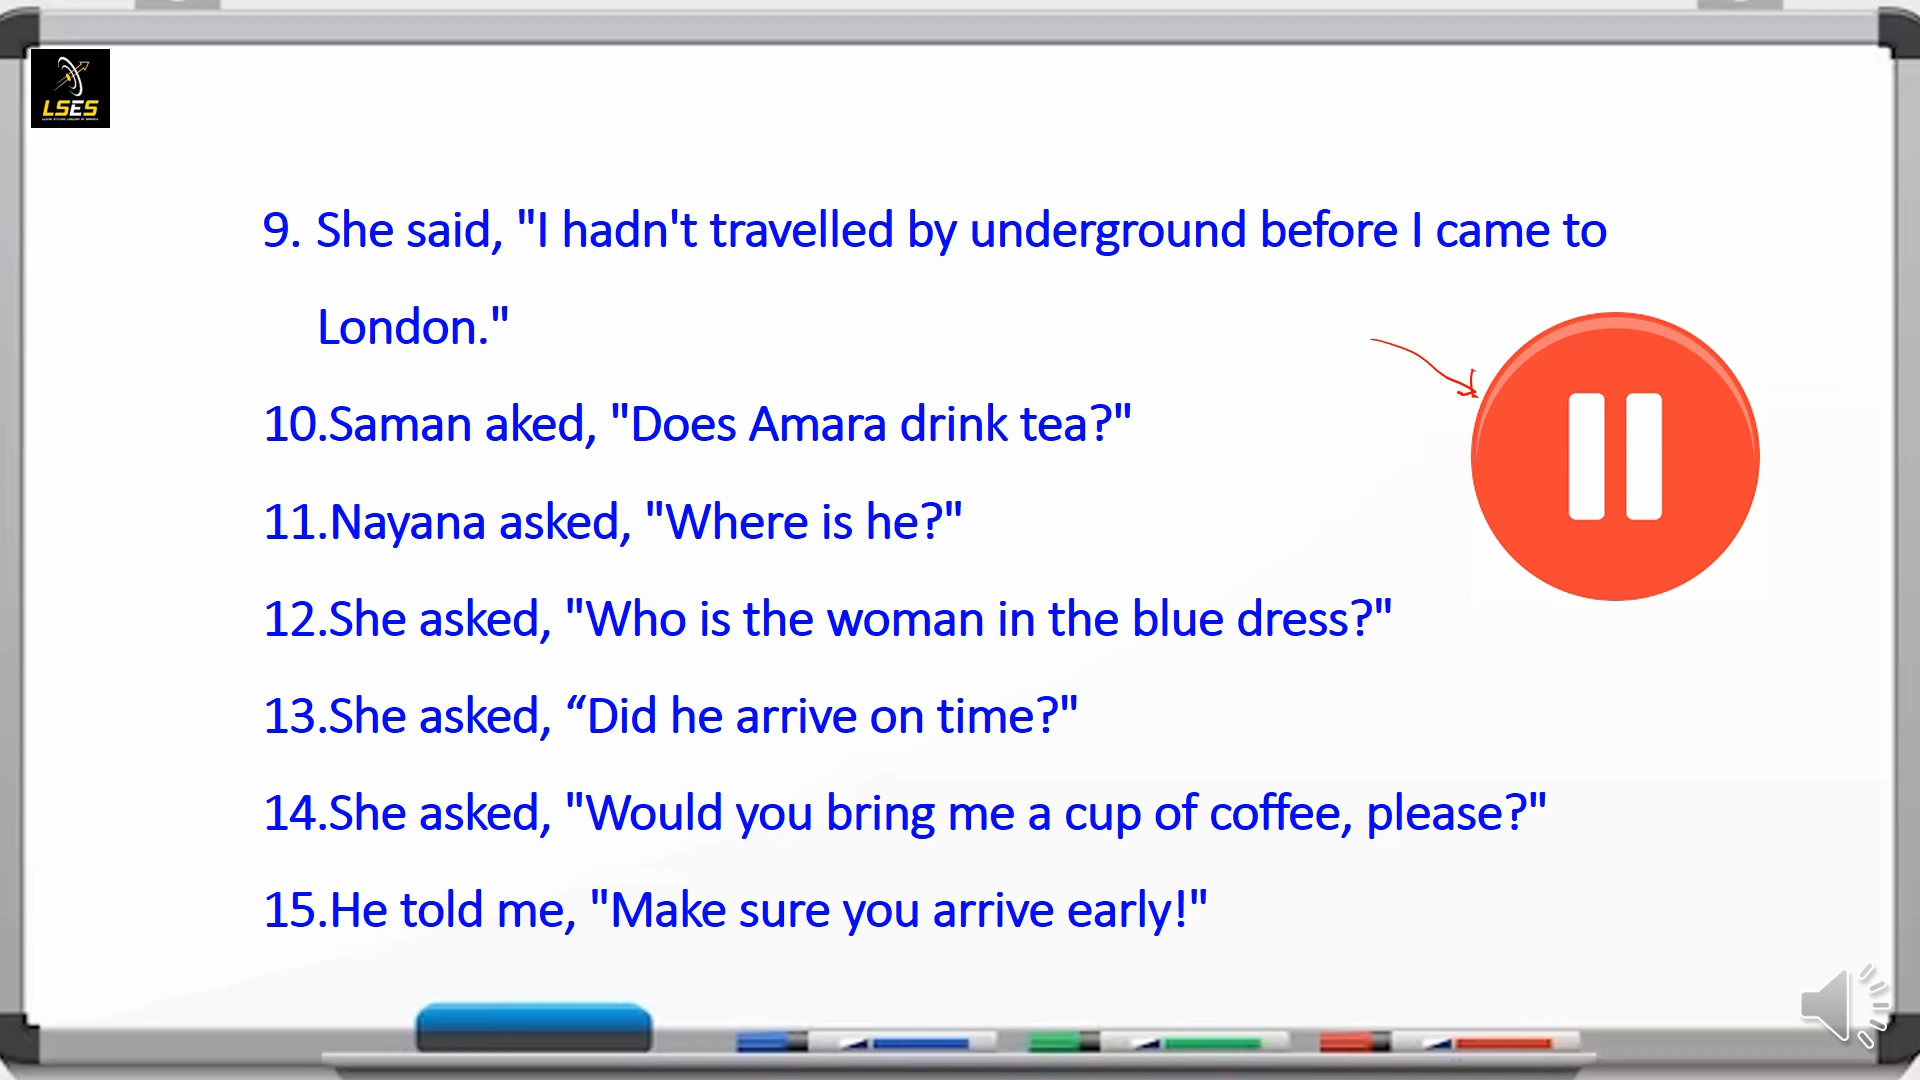 LSES
9. She said, "I hadn't travelled by underground before I came to
London."
10.Saman aked, "Does Amara drink tea?"
11.Nayana asked, "Where is he?"
12.She asked, "Who is the woman in the blue dress?"
13.She asked, “Did he arrive on time?"
14.She asked, "Would you bring me a cup of coffee, please?"
15.He told me, "Make sure you arrive early!"